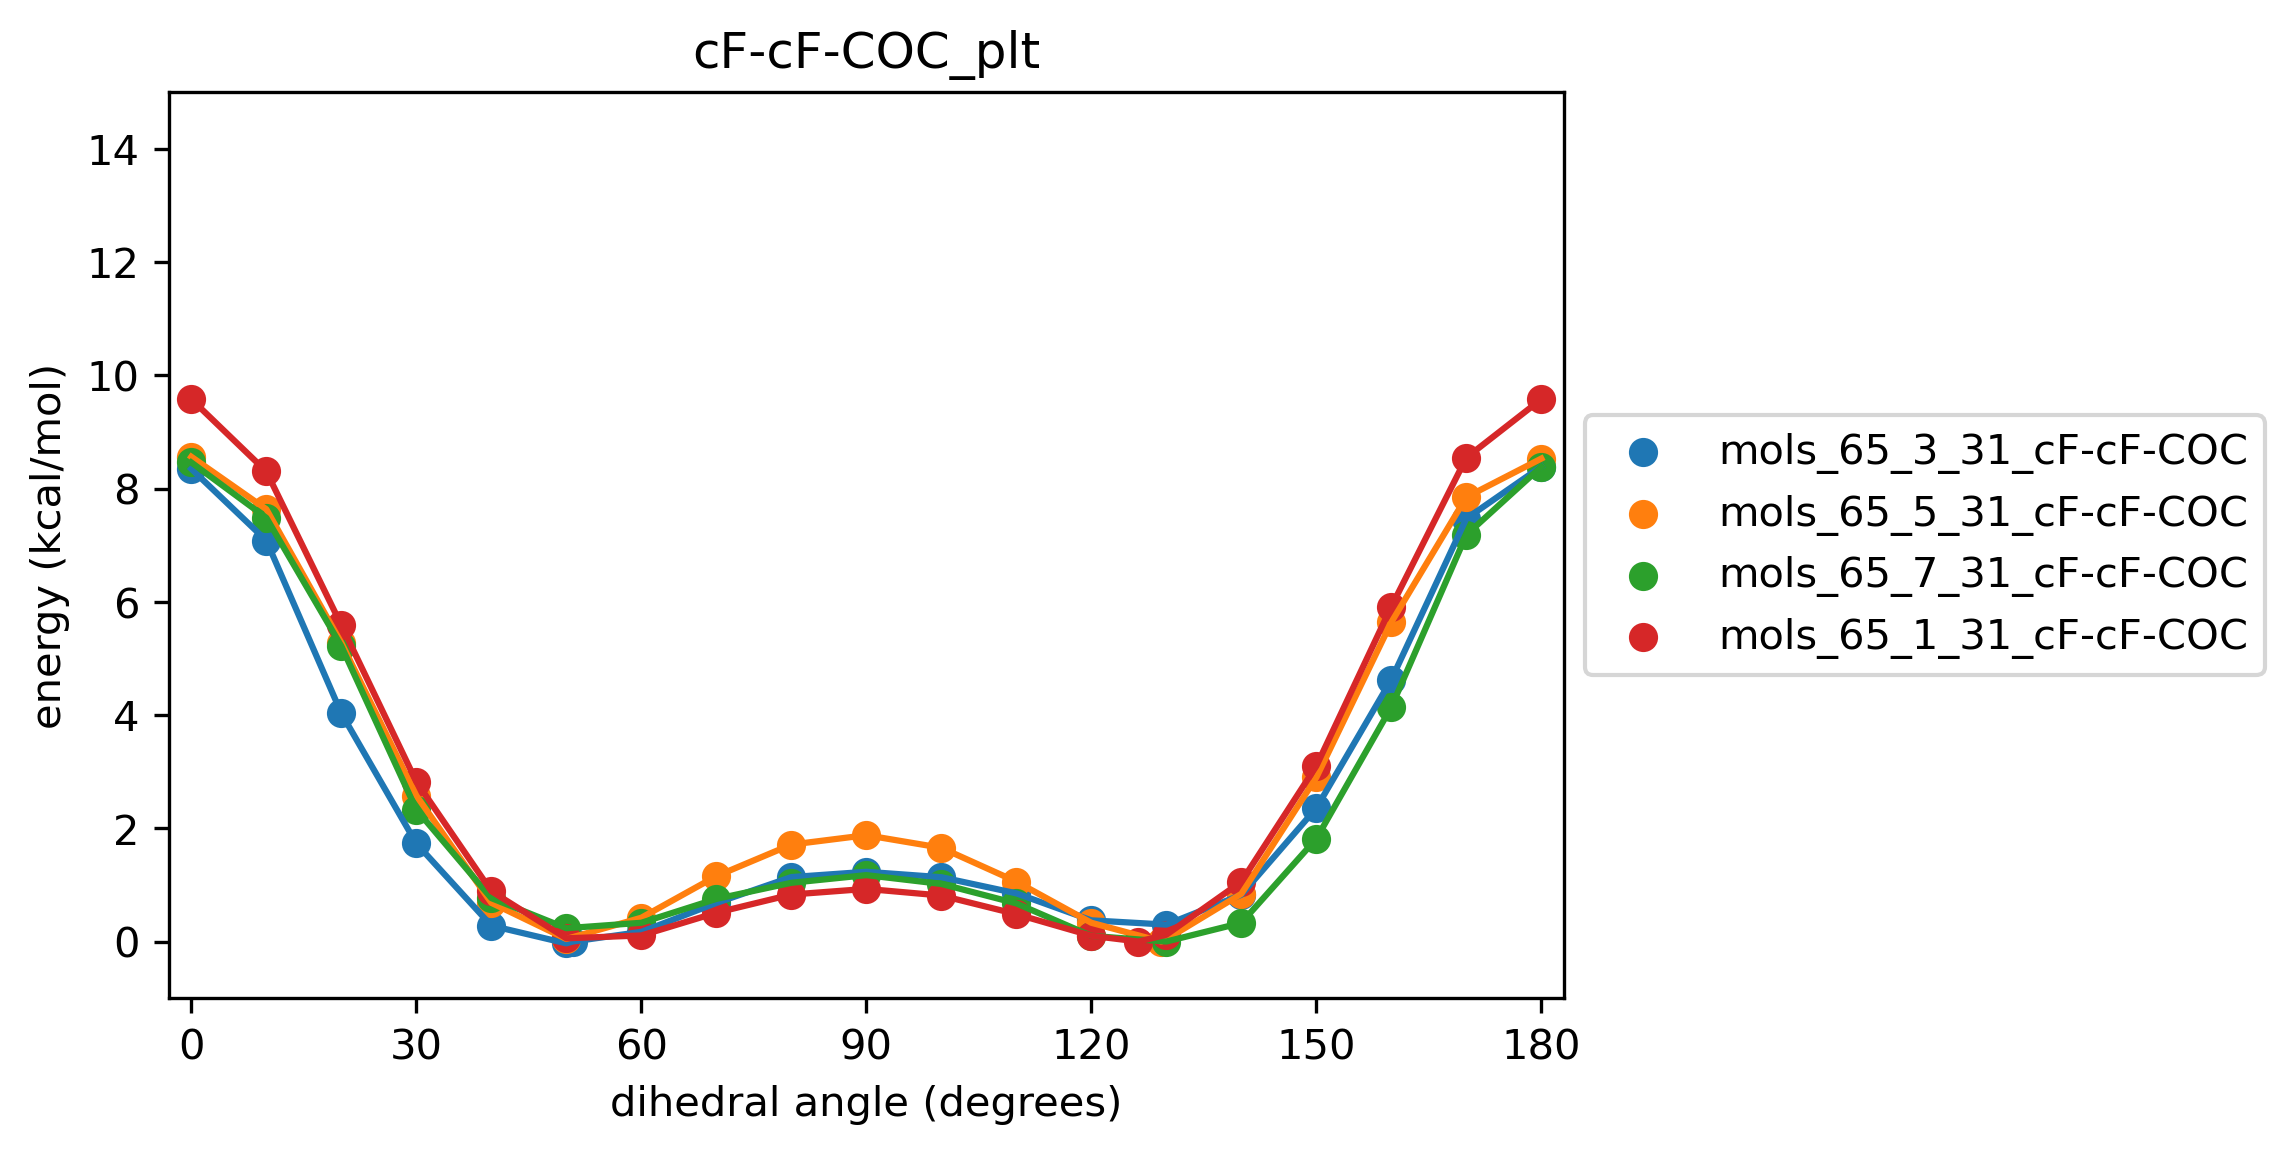 cF-cF-COC_plt
energy (kcal/mol)
14
12
10
8
6
4
2
0
0 30 60 90 120 150 180
dihedral angle (degrees)
mols_65_3_31_cF-cF-COC
mols_65_5_31_cF-cF-COC
mols_65_7_31_cF-cF-COC
mols_65_1_31_cF-cF-COC